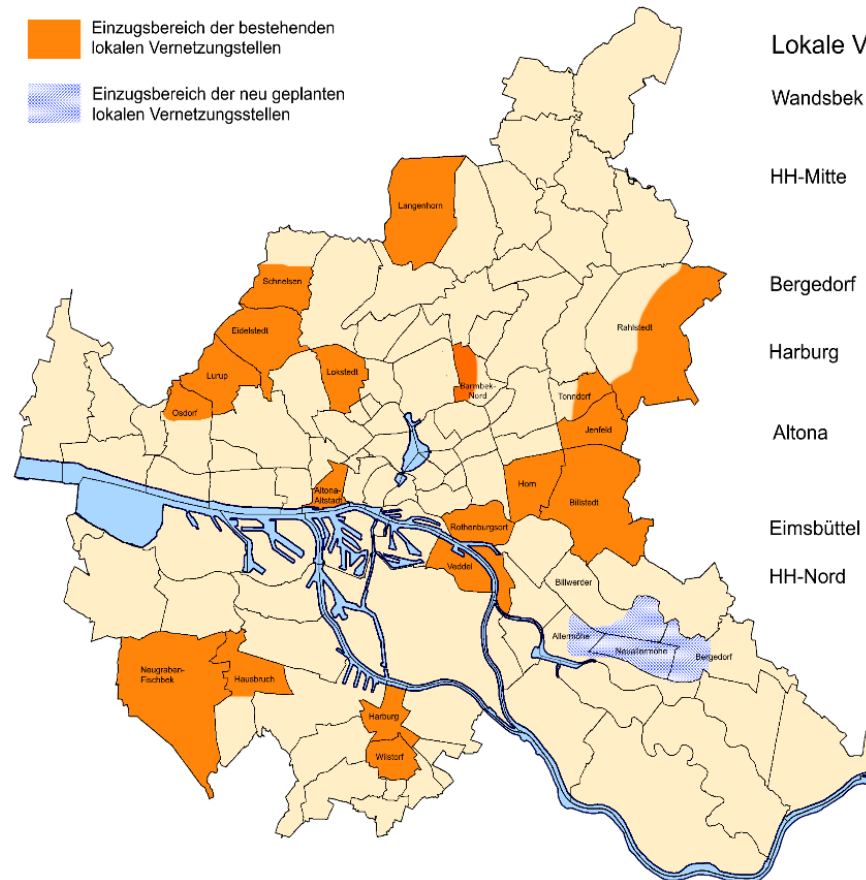 Einzugsbereich der bestehenden
lokalen Vernetzungstellen
Einzugsbereich der neu geplanten
lokalen Vernetzungsstellen
Lokale V
Wandsbek
HH-Mitte
Bergedorf
Harburg
Altona
Eimsbüttel
HH-Nord
Langenhorn
Schnelsen
Eidelstedt
Lurup
Osdorf
Lokstedt
Barmbek-
Nord
Rahlstedt
Tonndorf
Jenfeld
Horn
Billstedt
Altona-
Altstadt
Rothenburgsort
Veddel
Billwerder
Allermöhe
Neuallermöhe
Bergedorf
Neugraben-
Fischbek
Hausbruch
Harburg
Wilstorf